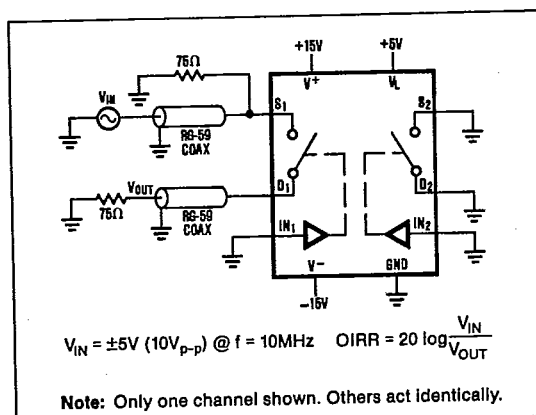 +15V
+5V
75Ω
V+
VL
S1
S2
VIN
RG-59
COAX
D1
D2
VOUT
RG-59
COAX
75Ω
IN1
IN2
V−
GND
−15V
VIN = ±5V (10Vp-p) @ f = 10MHz OIRR = 20 log VIN/VOUT
Note: Only one channel shown. Others act identically.